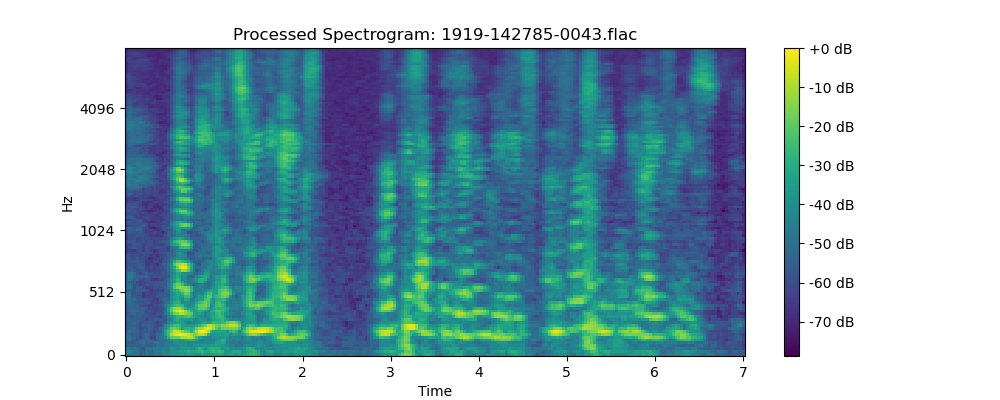 Processed Spectrogram: 1919-142785-0043.flac
Hz
4096
2048
1024
512
0
0 1 2 3 4 5 6 7
Time
+0 dB
-10 dB
-20 dB
-30 dB
-40 dB
-50 dB
-60 dB
-70 dB